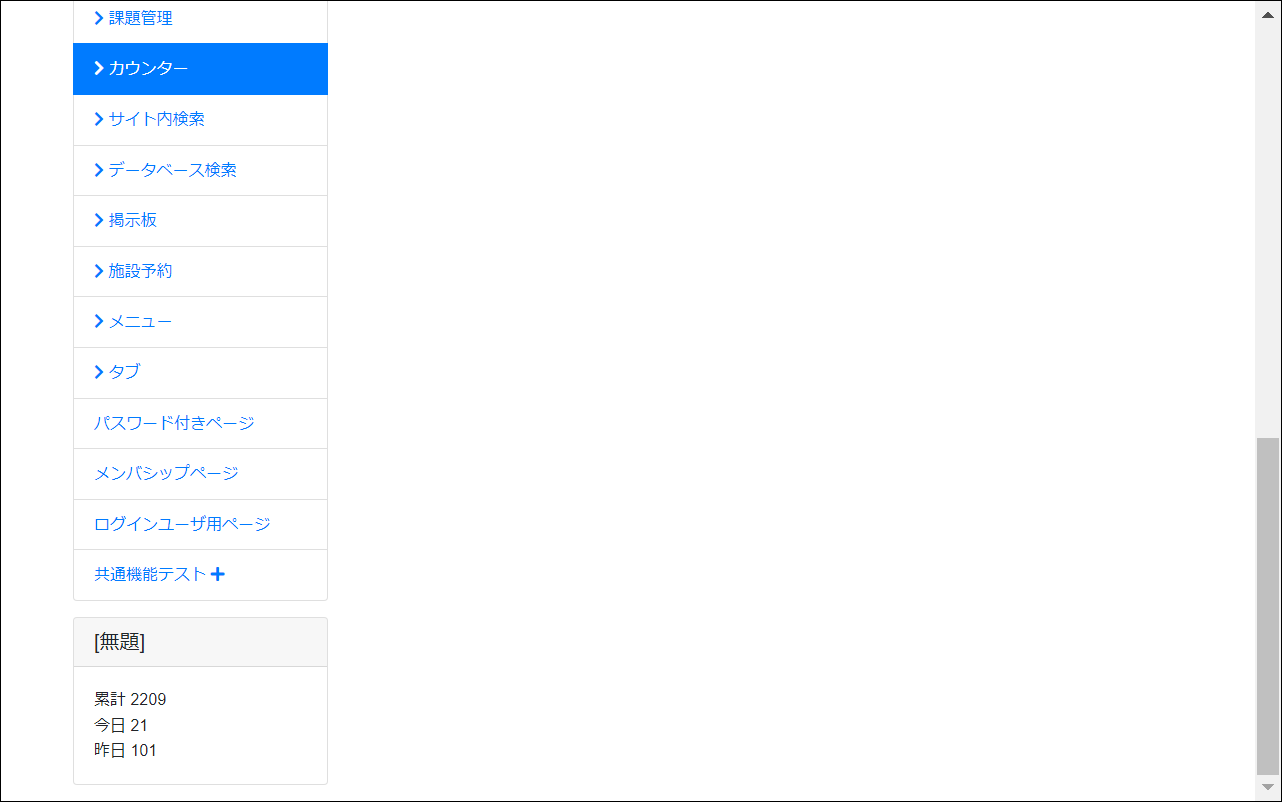 課題管理
カウンター
サイト内検索
データベース検索
掲示板
施設予約
メニュー
タブ
パスワード付きページ
メンバシップページ
ログインユーザ用ページ
共通機能テスト
[無題]
累計 2209
今日 21
昨日 101